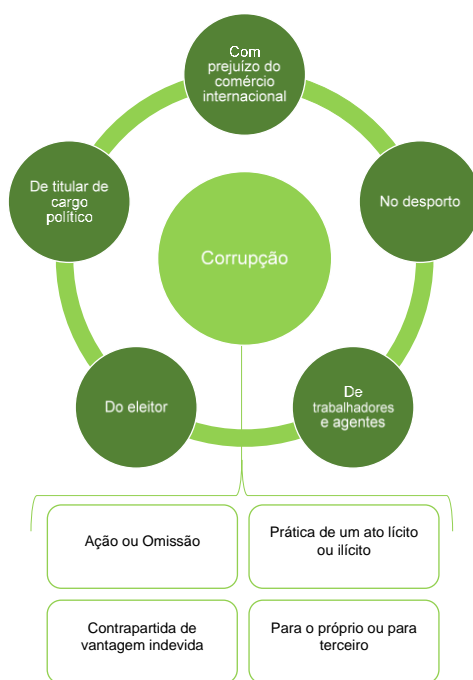 Com
prejuízo do
comércio
internacional
De titular de
cargo
político
No desporto
Corrupção
Do eleitor
De
trabalhadores
e agentes
Ação ou Omissão
Prática de um ato lícito
ou ilícito
Contrapartida de
vantagem indevida
Para o próprio ou para
terceiro